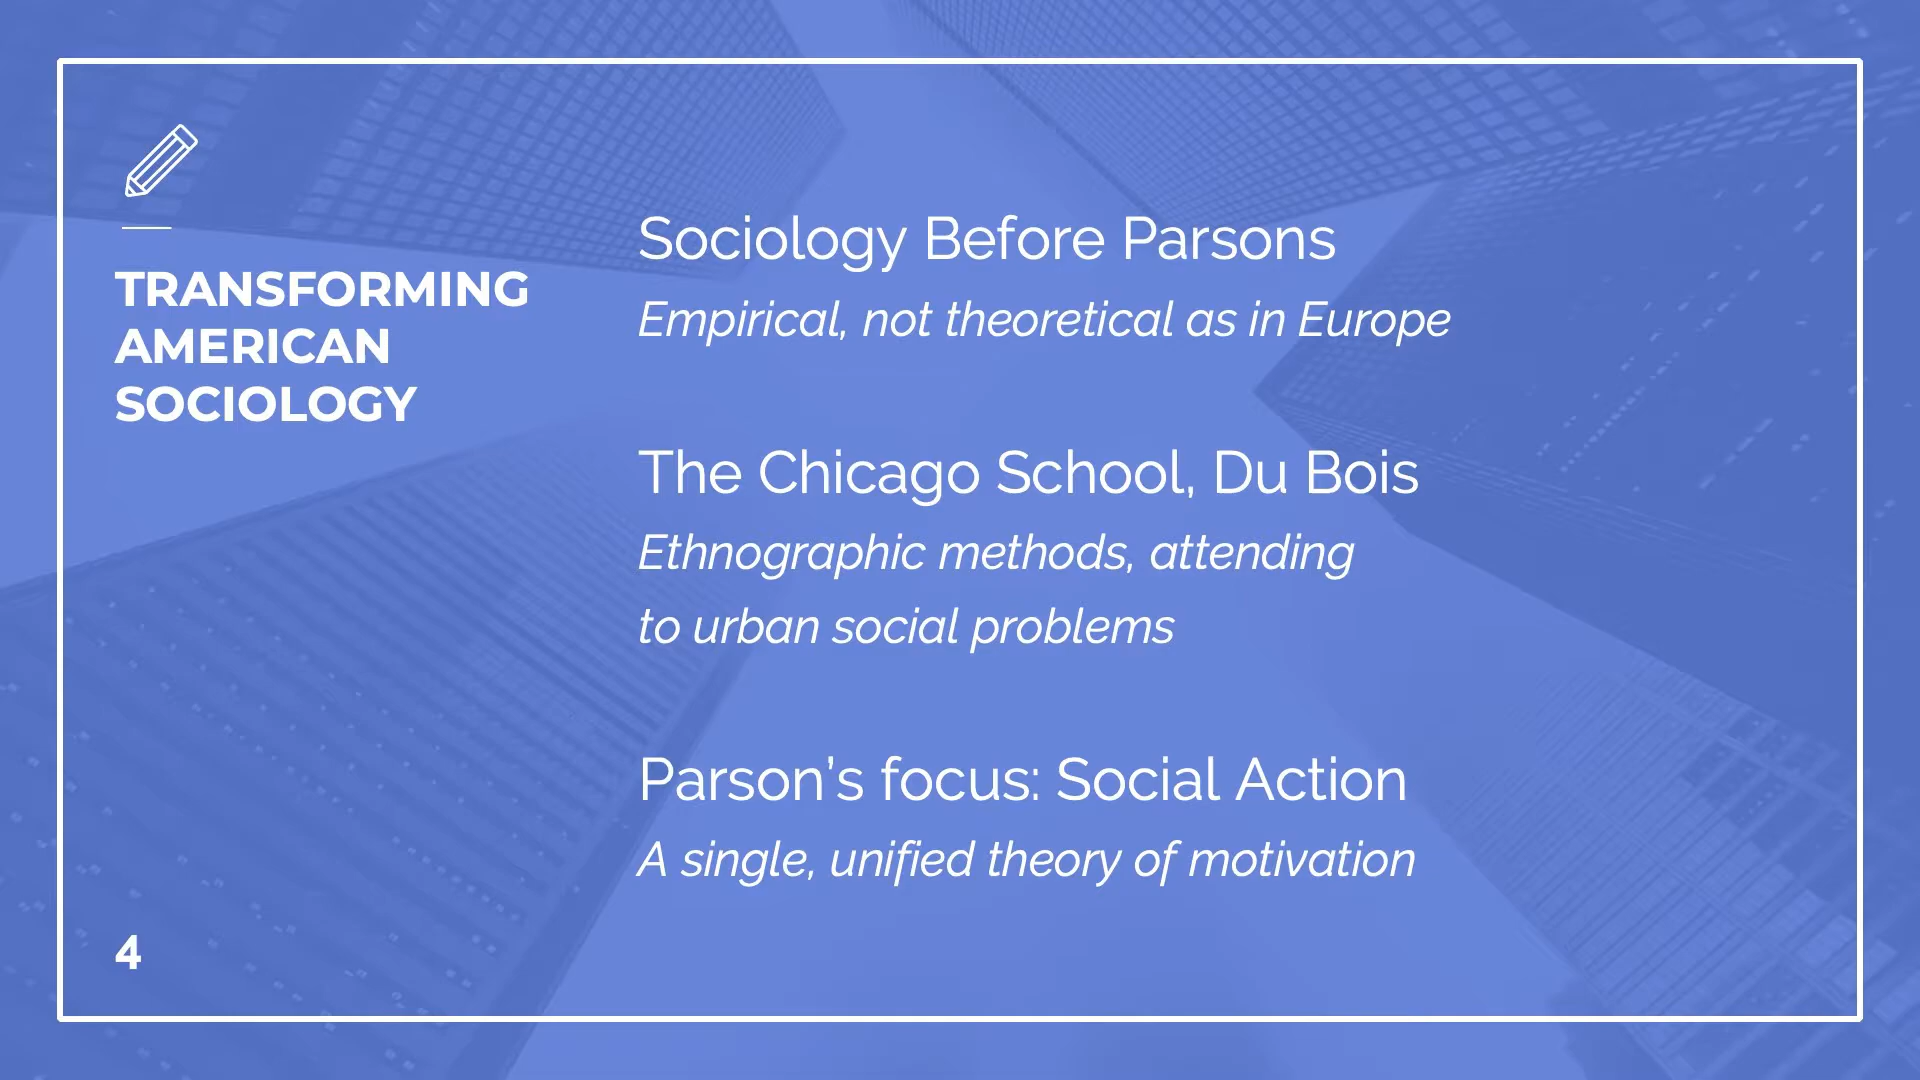 TRANSFORMING
AMERICAN
SOCIOLOGY
Sociology Before Parsons
Empirical, not theoretical as in Europe
The Chicago School, Du Bois
Ethnographic methods, attending
to urban social problems
Parson’s focus: Social Action
A single, unified theory of motivation
4